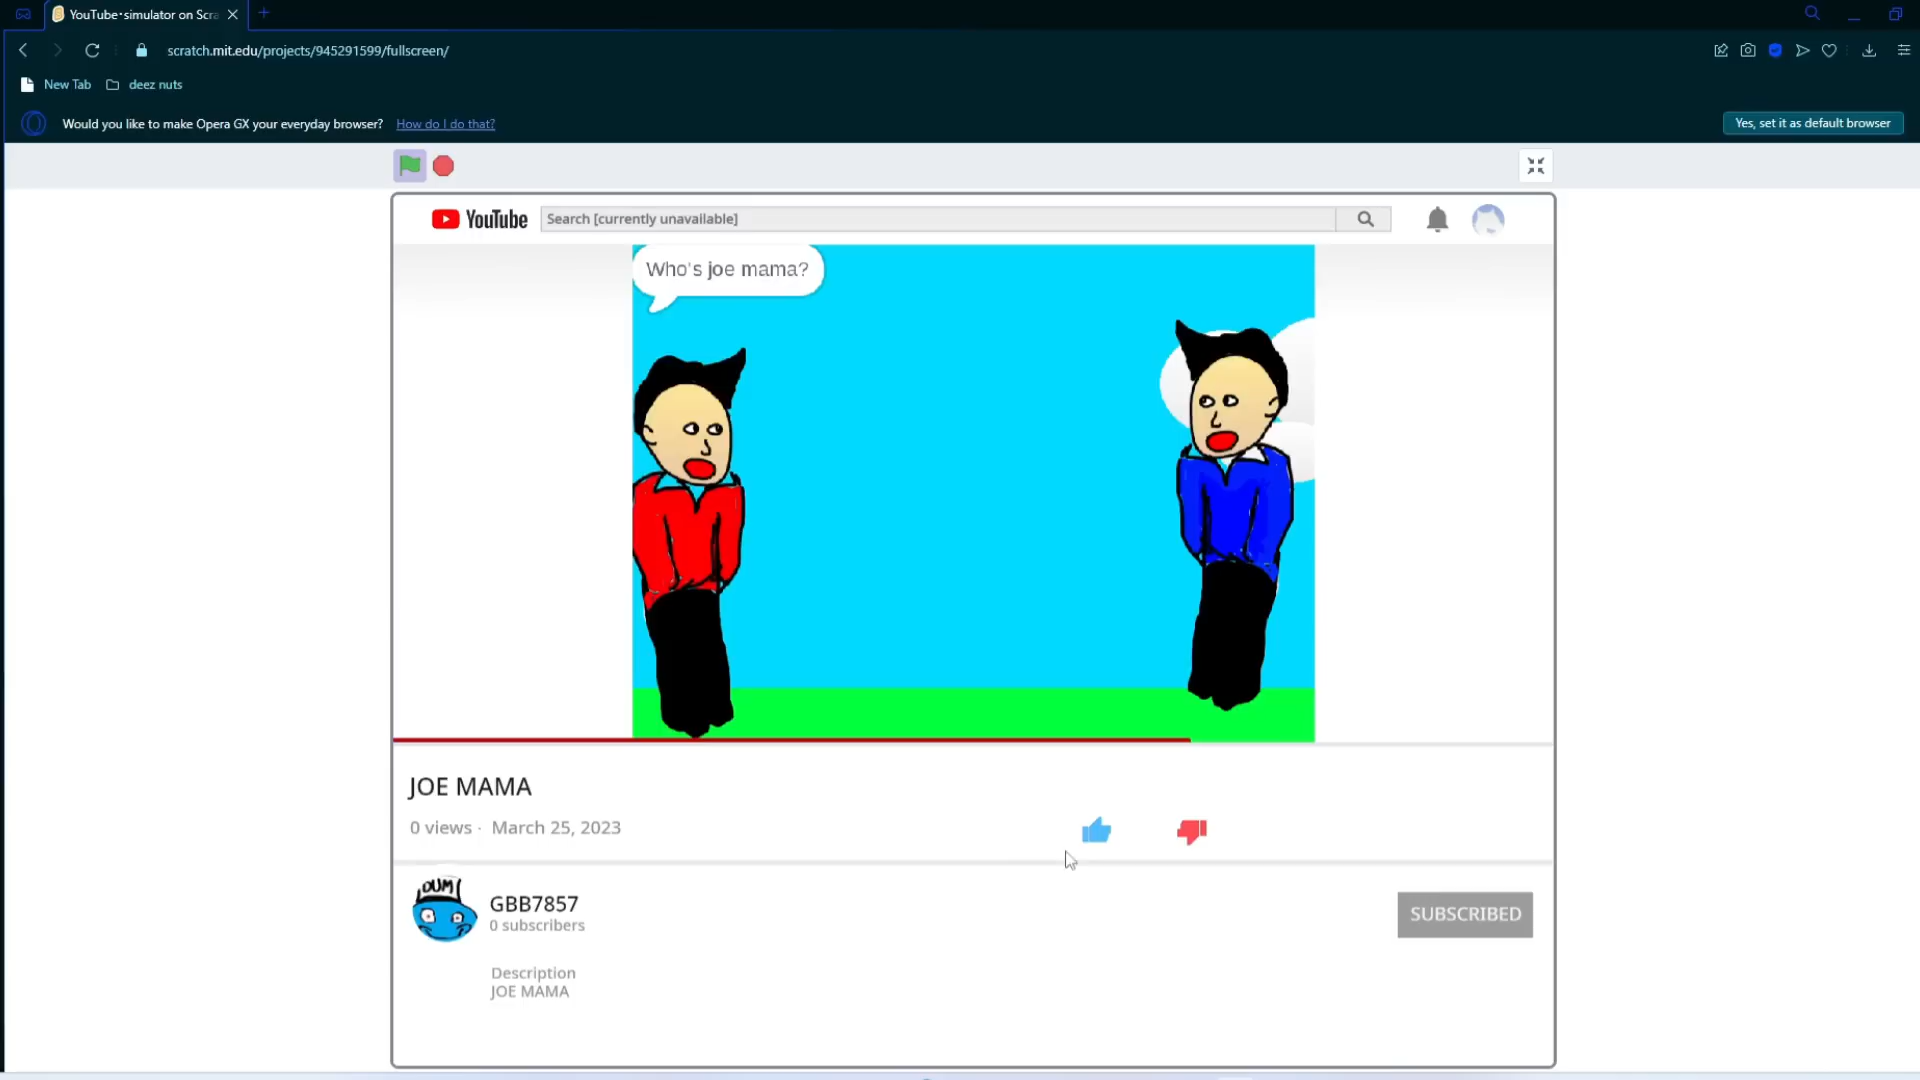 YouTube・simulator on Scra
scratch.mit.edu/projects/945291599/fullscreen/
New Tab
deez nuts
Would you like to make Opera GX your everyday browser? How do I do that?
Yes, set it as default browser
YouTube
Search [currently unavailable]
Who's joe mama?
JOE MAMA
0 views · March 25, 2023
DUM
GBB7857
0 subscribers
SUBSCRIBED
Description
JOE MAMA